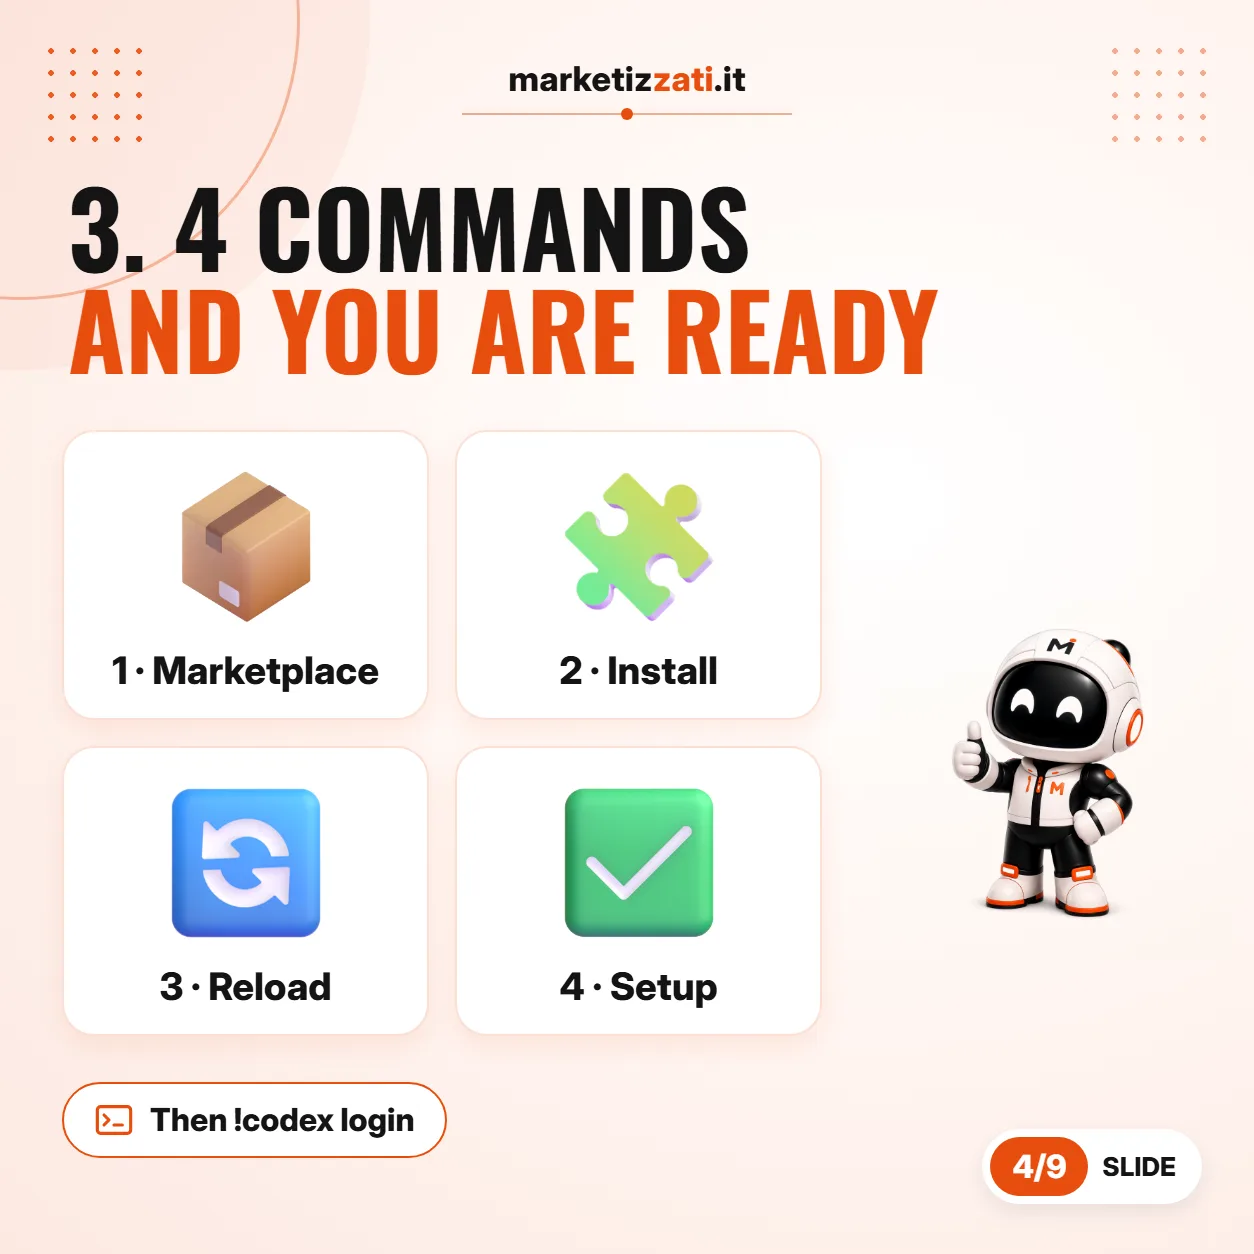 marketizzati.it
3. 4 COMMANDS
AND YOU ARE READY
1 · Marketplace
2 · Install
3 · Reload
4 · Setup
Then !codex login
4/9 SLIDE
M
M